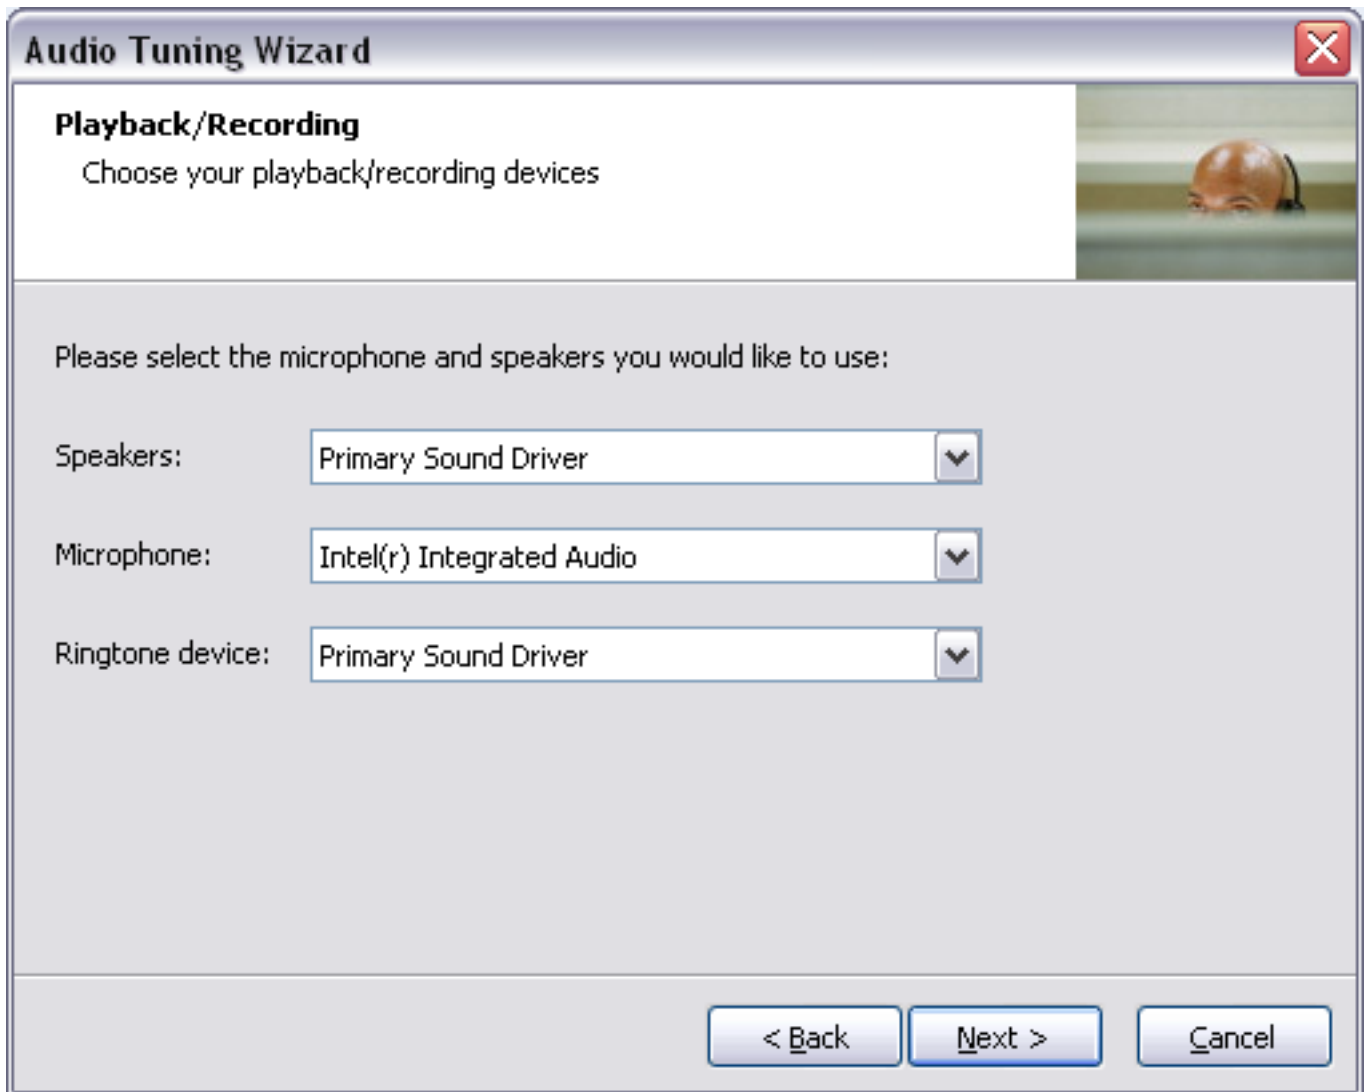 Audio Tuning Wizard
Playback/Recording
Choose your playback/recording devices
Please select the microphone and speakers you would like to use:
Speakers: Primary Sound Driver
Microphone: Intel(r) Integrated Audio
Ringtone device: Primary Sound Driver
< Back Next > Cancel